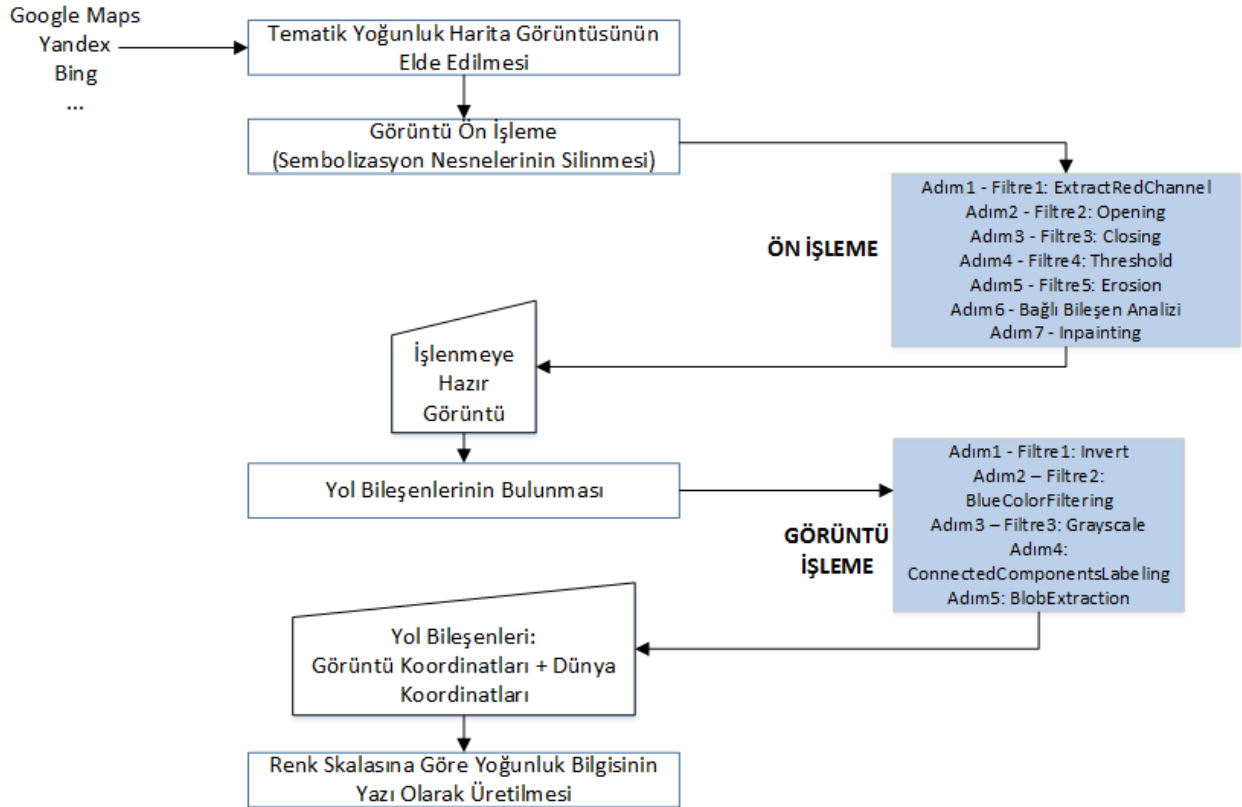 Google Maps
Yandex
Bing
...
Tematik Yoğunluk Harita Görüntüsünün
Elde Edilmesi
Görüntü Ön İşleme
(Sembolizasyon Nesnelerinin Silinmesi)
ÖN İŞLEME
Adım1 - Filtre1: ExtractRedChannel
Adım2 - Filtre2: Opening
Adım3 - Filtre3: Closing
Adım4 - Filtre4: Threshold
Adım5 - Filtre5: Erosion
Adım6 - Bağlı Bileşen Analizi
Adım7 - Inpainting
İşlenmeye
Hazır
Görüntü
Yol Bileşenlerinin Bulunması
GÖRÜNTÜ
İŞLEME
Adım1 - Filtre1: Invert
Adım2 – Filtre2:
BlueColorFiltering
Adım3 – Filtre3: Grayscale
Adım4:
ConnectedComponentsLabeling
Adım5: BlobExtraction
Yol Bileşenleri:
Görüntü Koordinatları + Dünya
Koordinatları
Renk Skalasına Göre Yoğunluk Bilgisinin
Yazı Olarak Üretilmesi